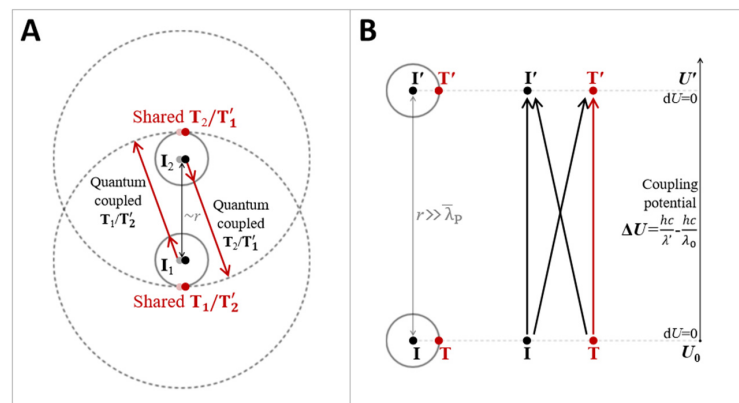 A
Shared T₂/T′₁
I₂
Quantum
coupled
T₁/T′₂
~r
Quantum
coupled
T₂/T′₁
I₁
Shared T₁/T′₂
B
I′ T′ I′ T′ U′
dU=0
r≫λ̄_P
Coupling
potential
ΔU=hc/λ′-hc/λ₀
dU=0
I T I T U₀